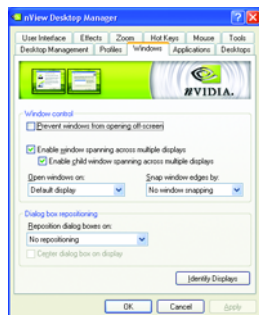 nView Desktop Manager
User Interface Effects Zoom Hot Keys Mouse Tools
Desktop Management Profiles Windows Applications Desktops
NVIDIA.
Window control
Prevent windows from opening off-screen
Enable window spanning across multiple displays
Enable child window spanning across multiple displays
Open windows on: Snap window edges by:
Default display No window snapping
Dialog box repositioning
Reposition dialog boxes on:
No repositioning
Center dialog box on display
Identify Displays
OK Cancel Apply